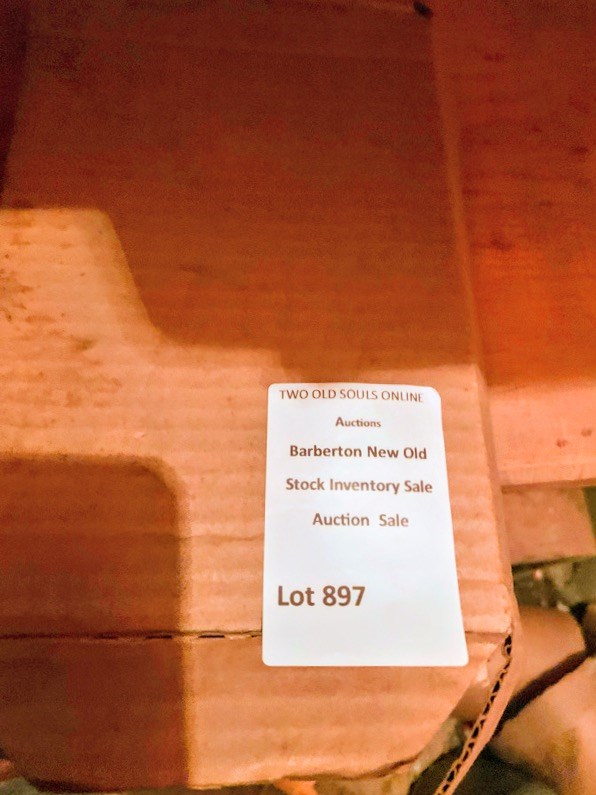 TWO OLD SOULS ONLINE
Auctions
Barberton New Old
Stock Inventory Sale
Auction Sale
Lot 897